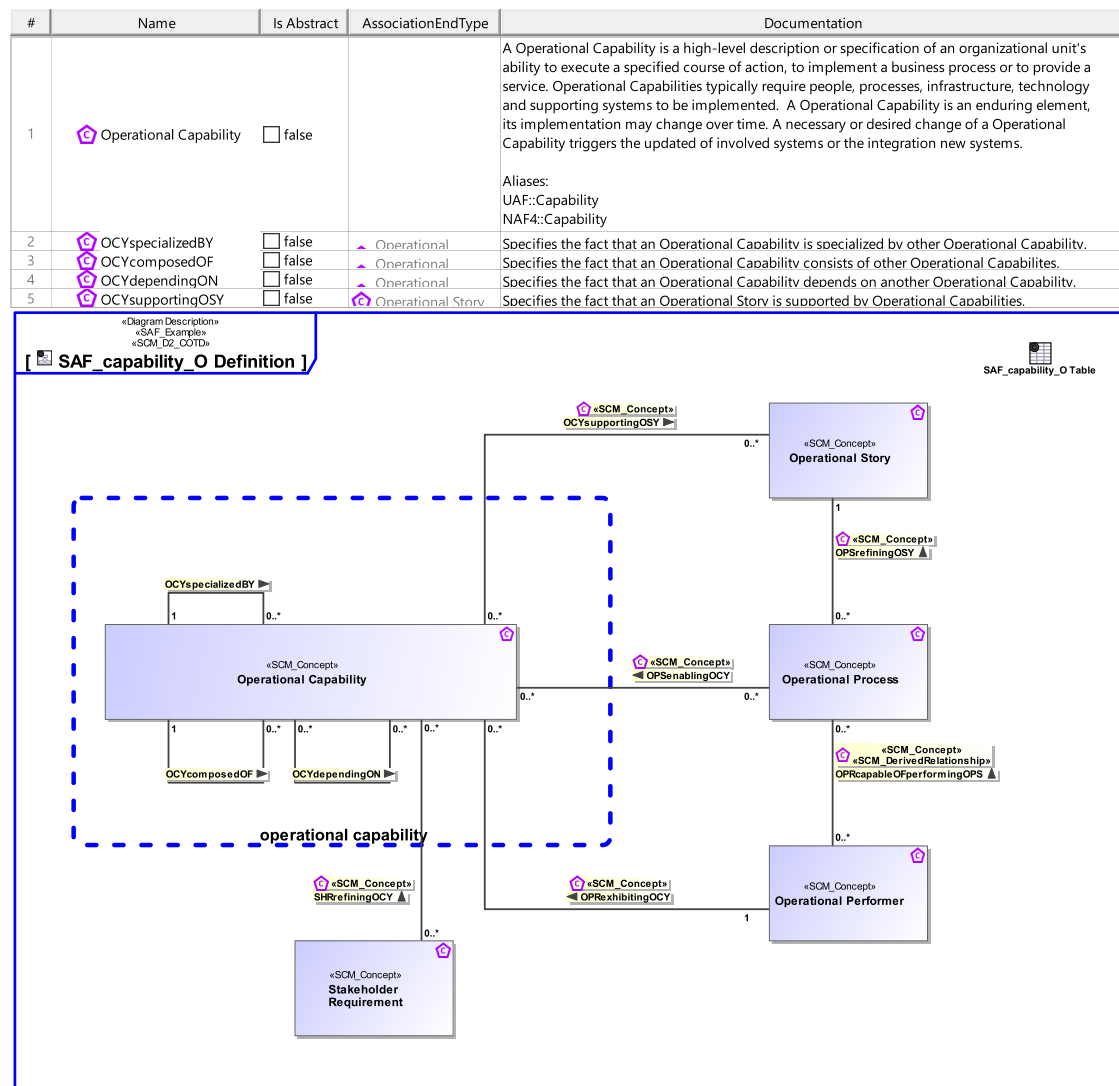 # Name Is Abstract AssociationEndType Documentation
A Operational Capability is a high-level description or specification of an organizational unit's
ability to execute a specified course of action, to implement a business process or to provide a
service. Operational Capabilities typically require people, processes, infrastructure, technology
and supporting systems to be implemented.  A Operational Capability is an enduring element,
1 C Operational Capability false its implementation may change over time. A necessary or desired change of a Operational
Capability triggers the updated of involved systems or the integration new systems.
Aliases:
UAF::Capability
NAF4::Capability
2 C OCYspecializedBY false Operational Specifies the fact that an Operational Capability is specialized by other Operational Capability.
3 C OCYcomposedOF false Operational Specifies the fact that an Operational Capability consists of other Operational Capabilites.
4 C OCYdependingON false Operational Specifies the fact that an Operational Capability depends on another Operational Capability.
5 C OCYsupportingOSY false C Operational Story Specifies the fact that an Operational Story is supported by Operational Capabilities.
«Diagram Description»
«SAF_Example»
«SCM_D2_COTD»
[ SAF_capability_O Definition ]
SAF_capability_O Table
C «SCM_Concept»
OCYsupportingOSY
0..*
C
«SCM_Concept»
Operational Story
1
C «SCM_Concept»
OPSrefiningOSY
0..*
OCYspecializedBY
1 0..* 0..*
C
«SCM_Concept»
Operational Capability
C «SCM_Concept»
OPSenablingOCY
0..* 0..*
C
«SCM_Concept»
Operational Process
1 0..* 0..* 0..* 0..* 0..*
OCYcomposedOF OCYdependingON
0..*
C «SCM_Concept»
«SCM_DerivedRelationship»
OPRcapableOFperformingOPS
0..*
operational capability
C «SCM_Concept»
SHRrefiningOCY
0..*
C «SCM_Concept»
OPRexhibitingOCY
1
C
«SCM_Concept»
Operational Performer
C
«SCM_Concept»
Stakeholder
Requirement